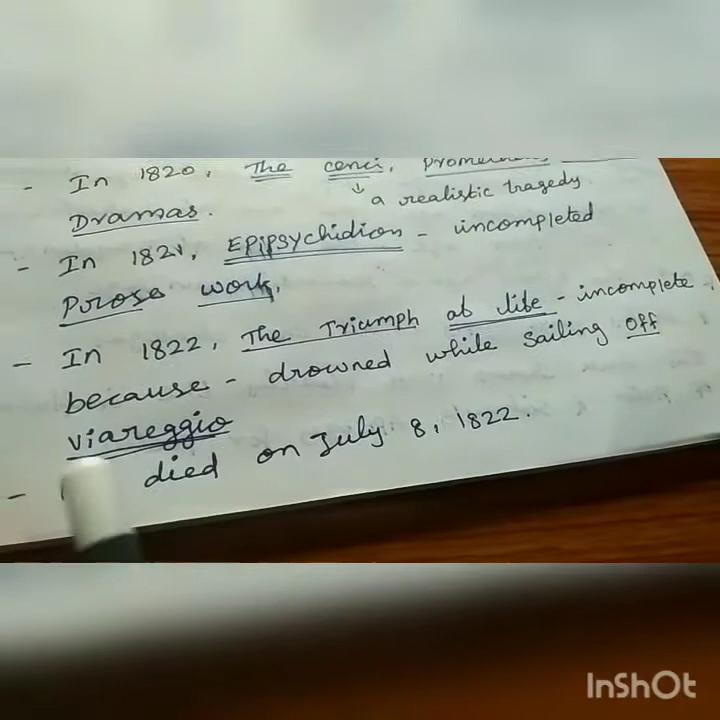 - In 1820, The Cenci,
↓ a realistic tragedy
Dramas.
- In 1821, EPiPsychidion - incompleted
Prose work.
- In 1822, The Triumph of life - incomplete
because - drowned while sailing Off
viareggio
- died on July 8, 1822.
InShOt